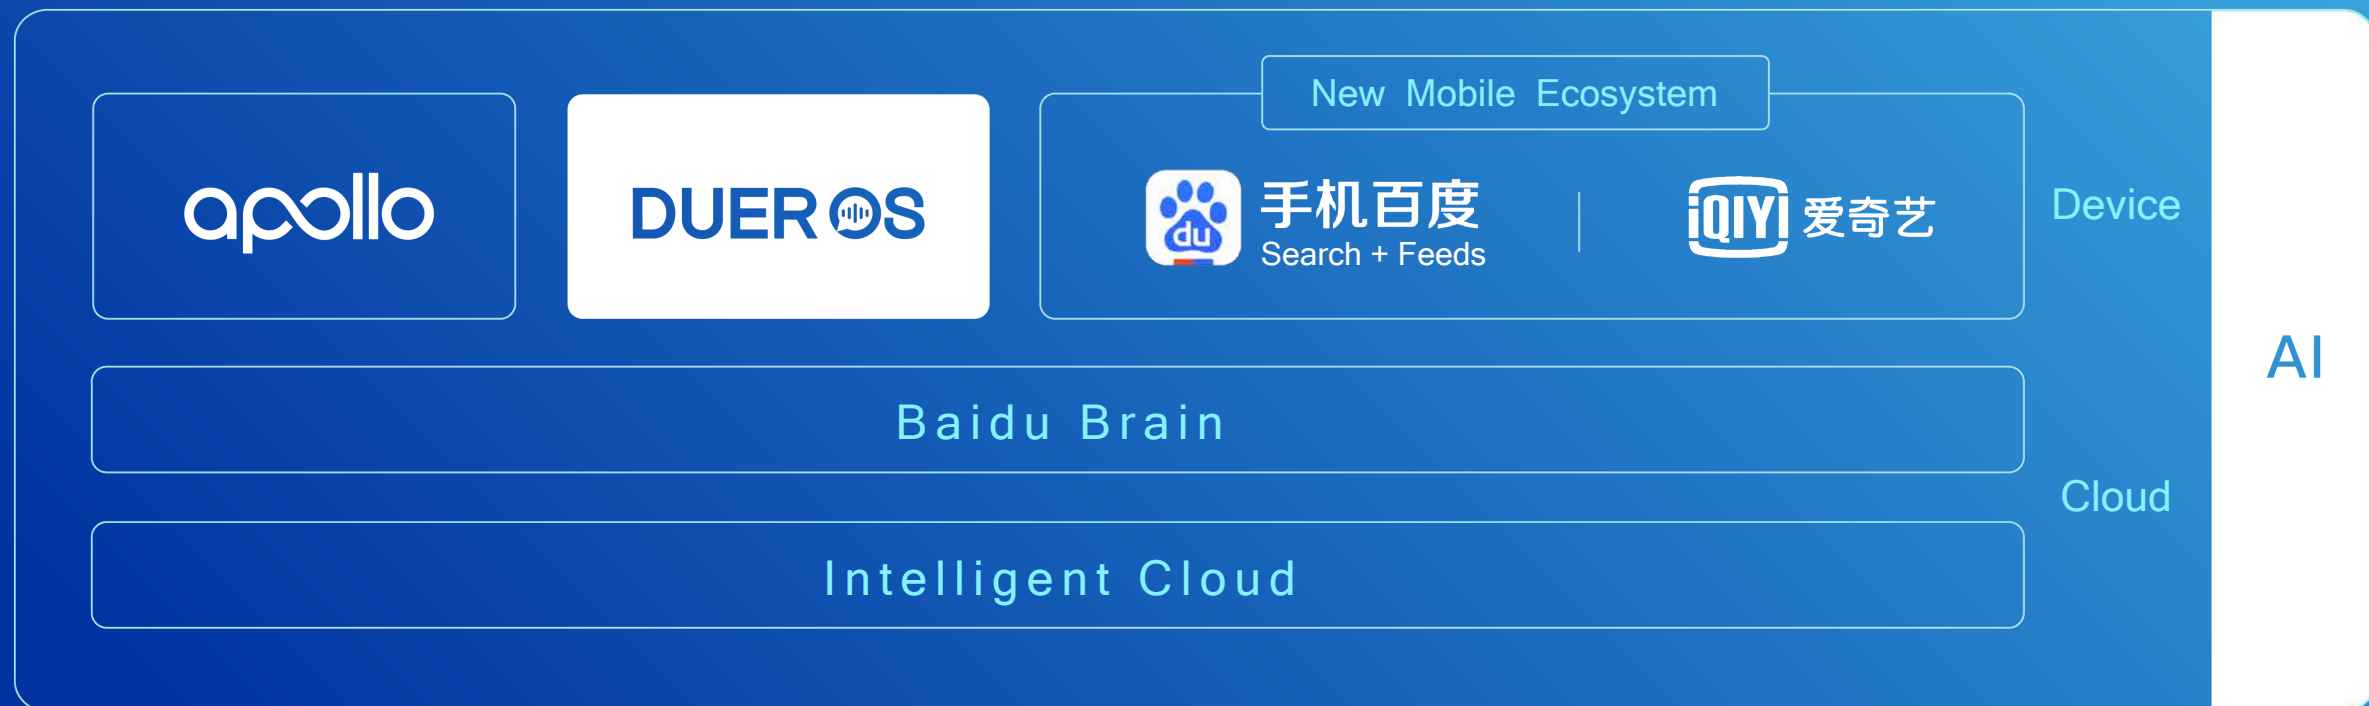 New Mobile Ecosystem
apollo
DUER OS
du
手机百度
Search + Feeds
iQIYI 爱奇艺
Device
AI
Baidu Brain
Cloud
Intelligent Cloud